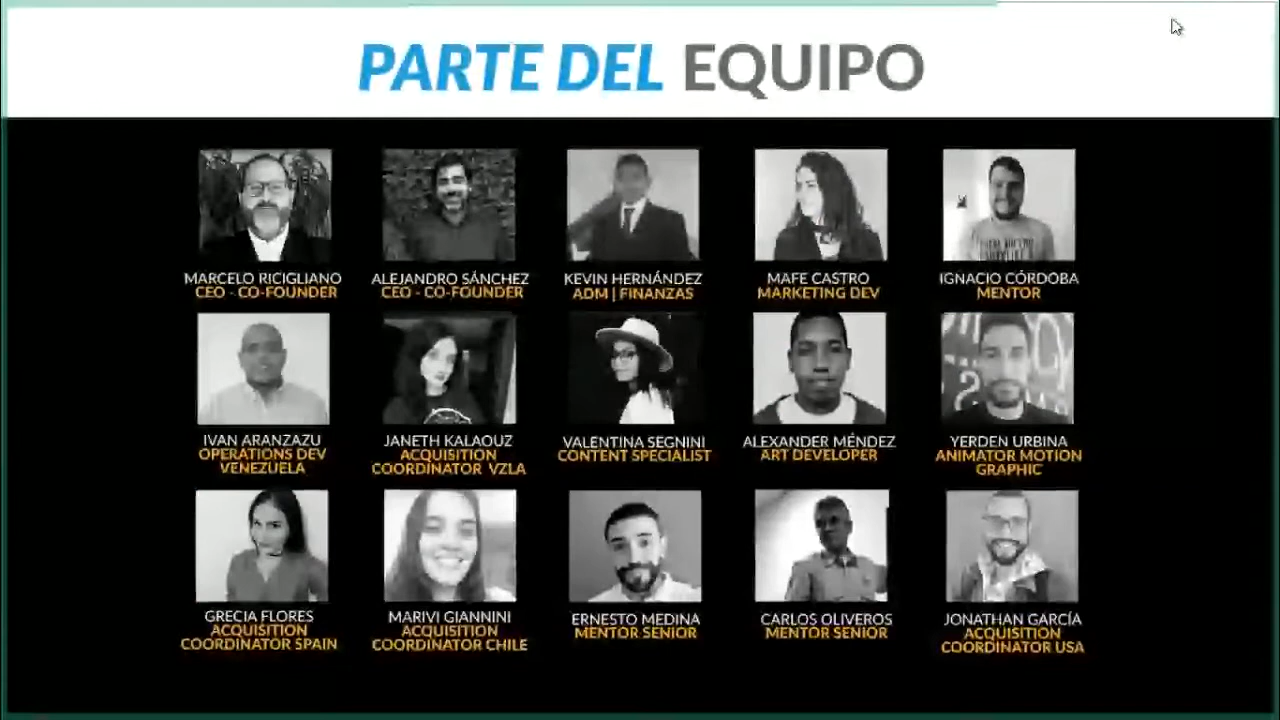 PARTE DEL EQUIPO
MARCELO RICIGLIANO
CEO - CO-FOUNDER
ALEJANDRO SÁNCHEZ
CEO - CO-FOUNDER
KEVIN HERNÁNDEZ
ADM | FINANZAS
MAFE CASTRO
MARKETING DEV
IGNACIO CÓRDOBA
MENTOR
IVAN ARANZAZU
OPERATIONS DEV
VENEZUELA
JANETH KALAOUZ
ACQUISITION
COORDINATOR VZLA
VALENTINA SEGNINI
CONTENT SPECIALIST
ALEXANDER MÉNDEZ
ART DEVELOPER
YERDEN URBINA
ANIMATOR MOTION
GRAPHIC
GRECIA FLORES
ACQUISITION
COORDINATOR SPAIN
MARIVI GIANNINI
ACQUISITION
COORDINATOR CHILE
ERNESTO MEDINA
MENTOR SENIOR
CARLOS OLIVEROS
MENTOR SENIOR
JONATHAN GARCÍA
ACQUISITION
COORDINATOR USA